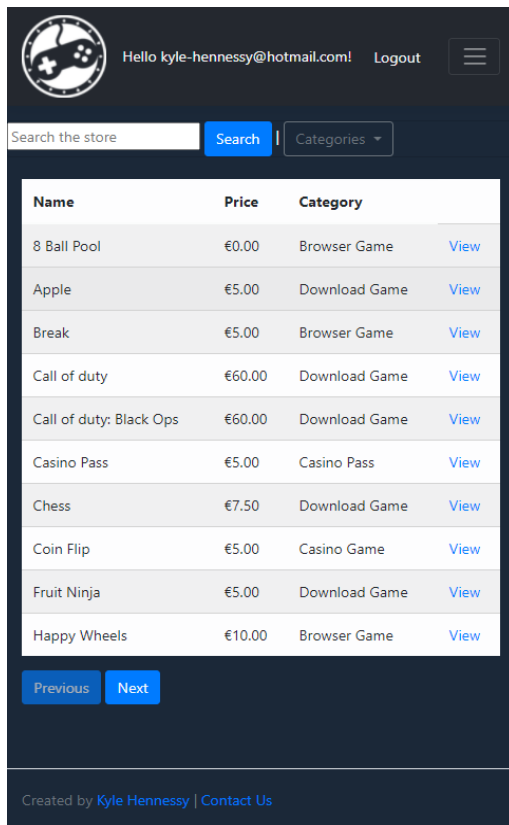 Hello kyle-hennessy@hotmail.com! Logout
Search the store Search | Categories
Name Price Category
8 Ball Pool €0.00 Browser Game View
Apple €5.00 Download Game View
Break €5.00 Browser Game View
Call of duty €60.00 Download Game View
Call of duty: Black Ops €60.00 Download Game View
Casino Pass €5.00 Casino Pass View
Chess €7.50 Download Game View
Coin Flip €5.00 Casino Game View
Fruit Ninja €5.00 Download Game View
Happy Wheels €10.00 Browser Game View
Previous Next
Created by Kyle Hennessy | Contact Us